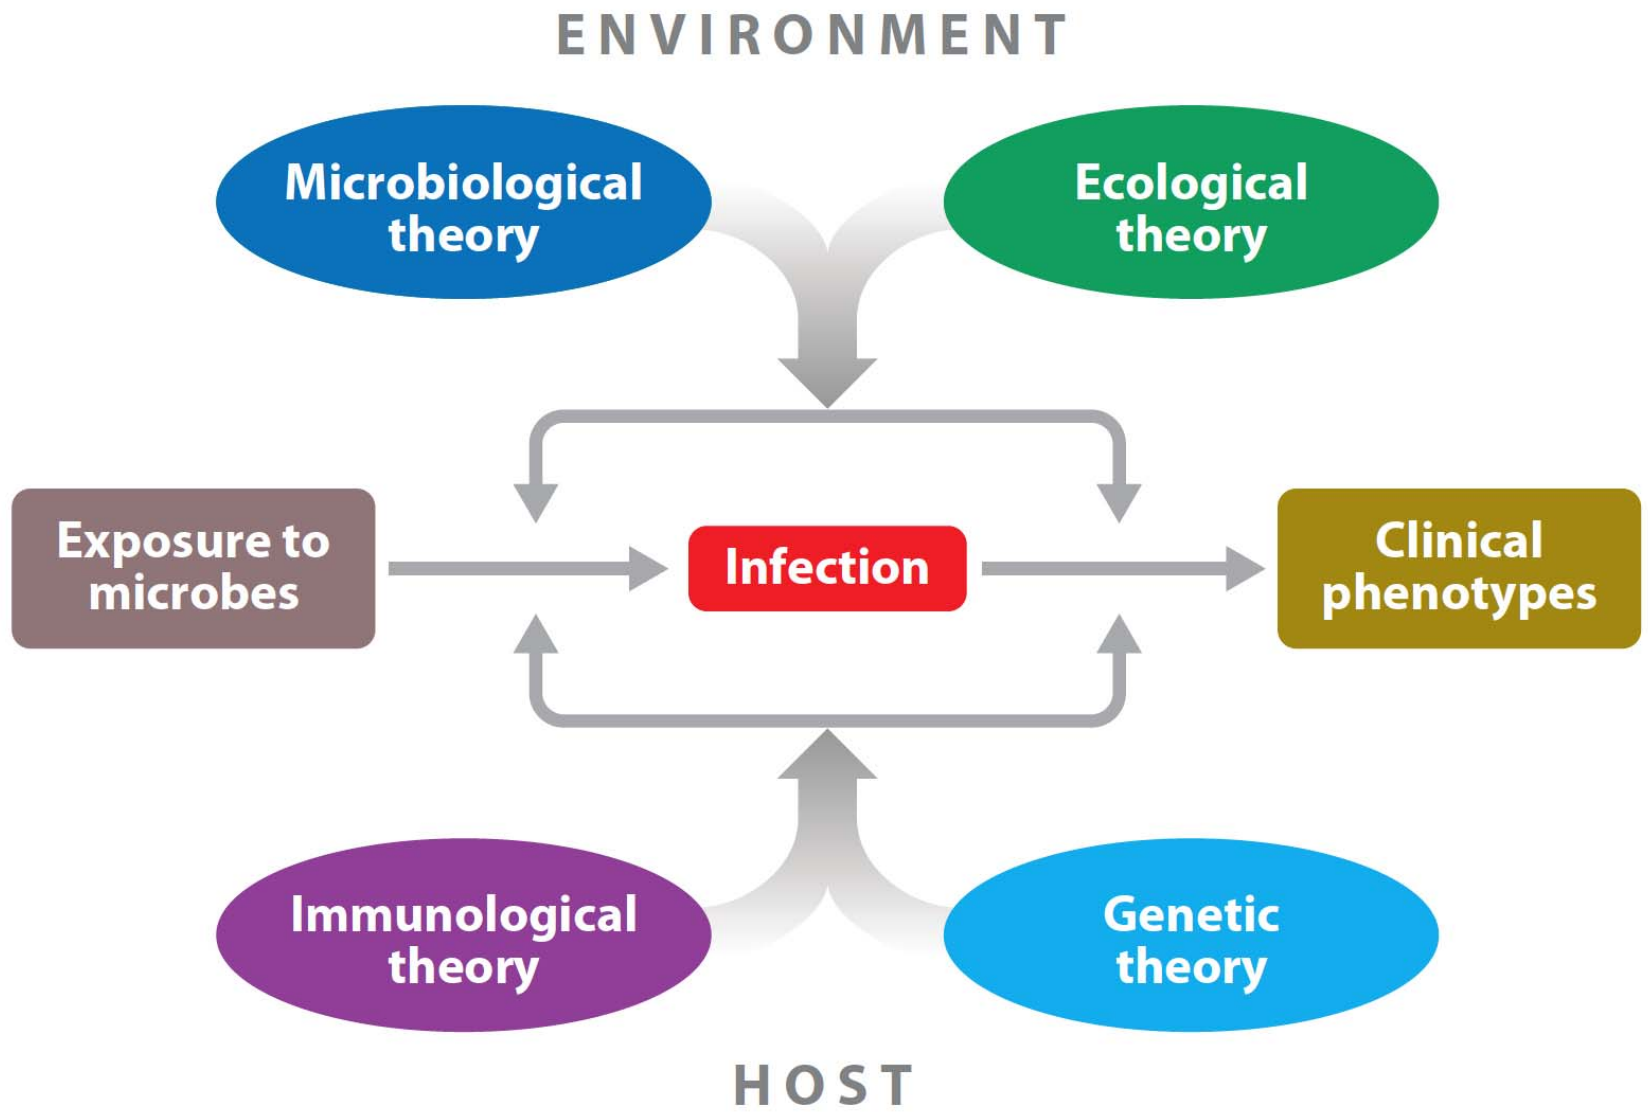 ENVIRONMENT
Microbiological
theory
Ecological
theory
Exposure to
microbes
Infection
Clinical
phenotypes
Immunological
theory
Genetic
theory
HOST